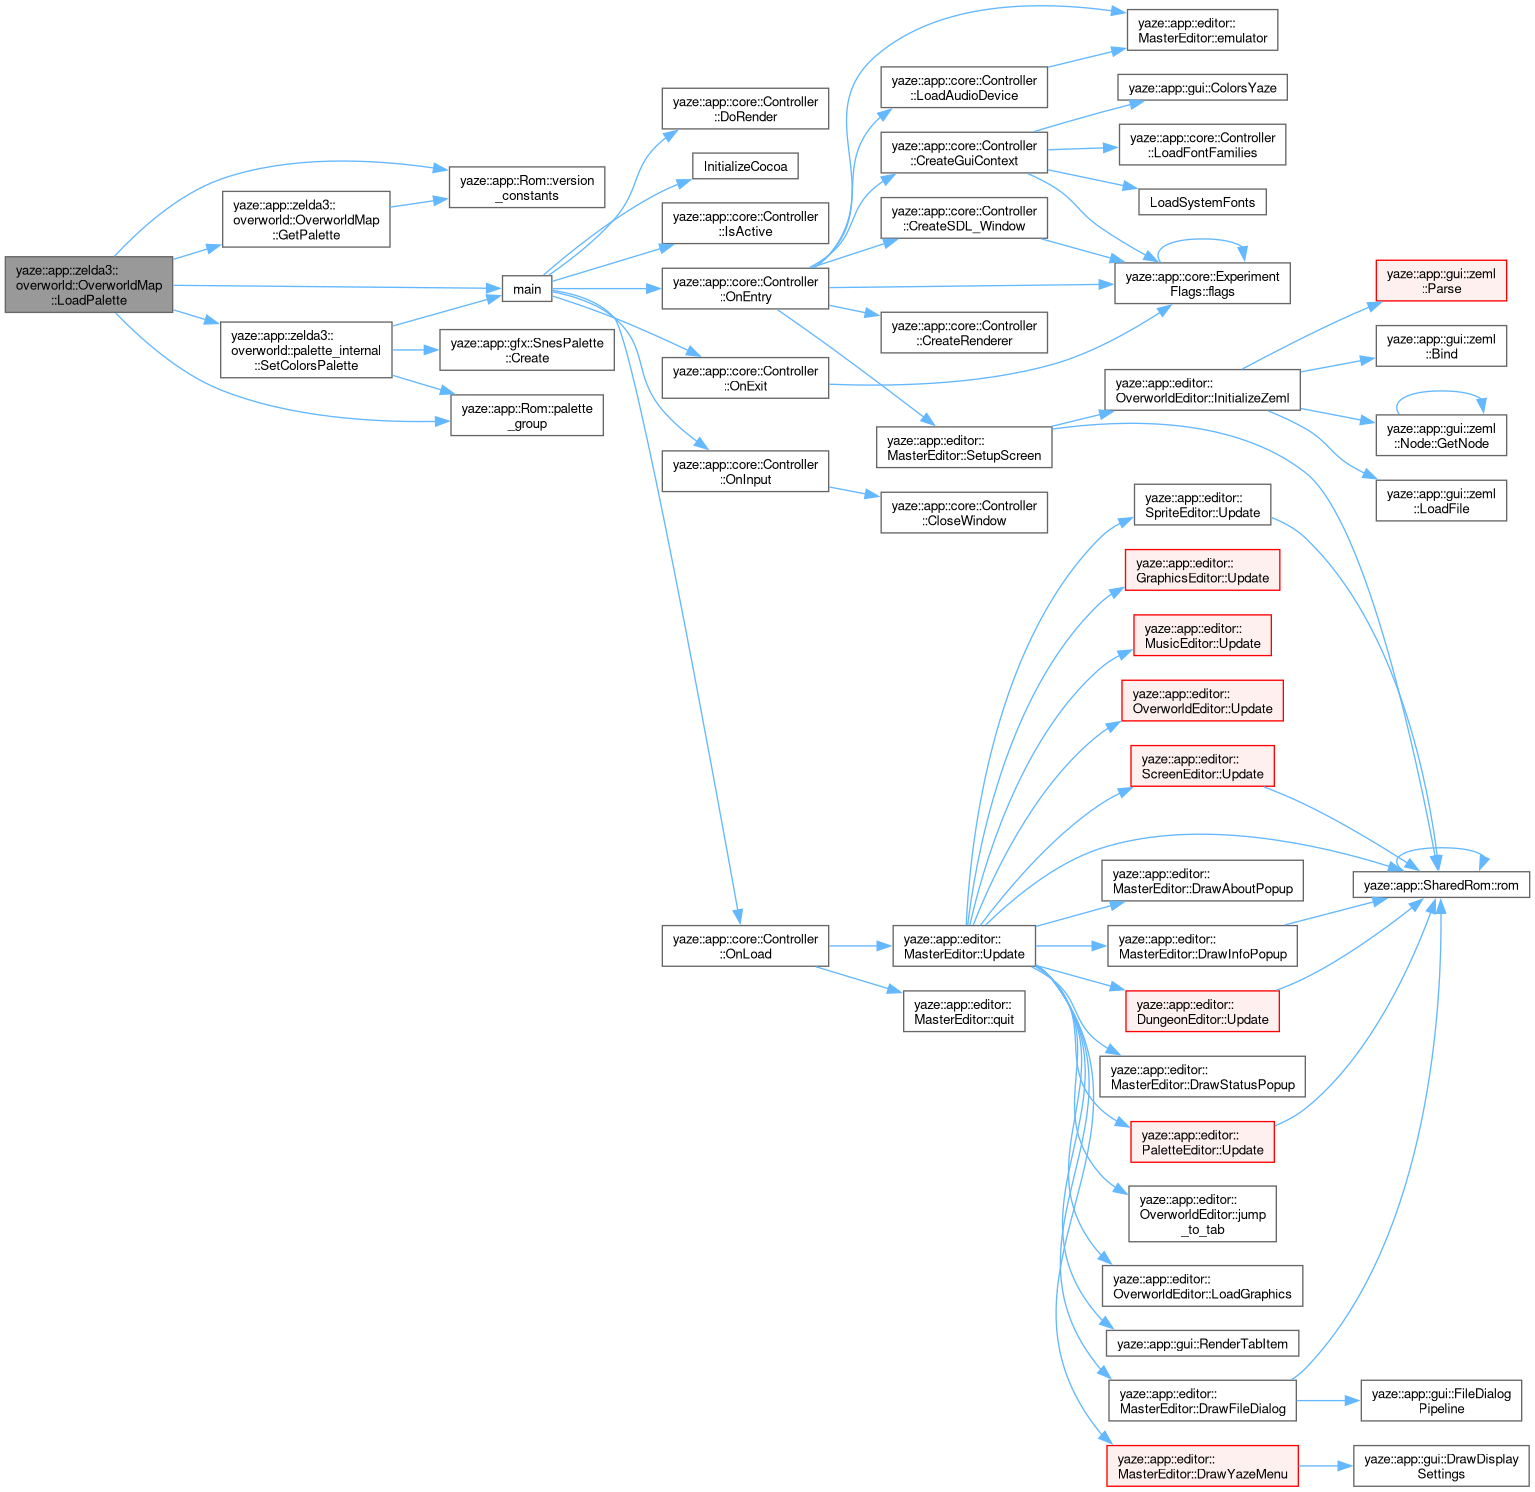 yaze::app::zelda3::
overworld::OverworldMap
::LoadPalette
yaze::app::Rom::version
_constants
yaze::app::zelda3::
overworld::OverworldMap
::GetPalette
yaze::app::zelda3::
overworld::palette_internal
::SetColorsPalette
yaze::app::gfx::SnesPalette
::Create
yaze::app::Rom::palette
_group
main
yaze::app::core::Controller
::DoRender
InitializeCocoa
yaze::app::core::Controller
::IsActive
yaze::app::core::Controller
::OnEntry
yaze::app::core::Controller
::OnExit
yaze::app::core::Controller
::OnInput
yaze::app::core::Controller
::OnLoad
yaze::app::core::Controller
::LoadAudioDevice
yaze::app::core::Controller
::CreateGuiContext
yaze::app::core::Controller
::CreateSDL_Window
yaze::app::core::Controller
::CreateRenderer
yaze::app::editor::
MasterEditor::SetupScreen
yaze::app::core::Controller
::CloseWindow
yaze::app::editor::
MasterEditor::Update
yaze::app::editor::
MasterEditor::quit
yaze::app::editor::
MasterEditor::emulator
yaze::app::gui::ColorsYaze
yaze::app::core::Controller
::LoadFontFamilies
LoadSystemFonts
yaze::app::core::Experiment
Flags::flags
yaze::app::editor::
OverworldEditor::InitializeZeml
yaze::app::editor::
SpriteEditor::Update
yaze::app::editor::
GraphicsEditor::Update
yaze::app::editor::
MusicEditor::Update
yaze::app::editor::
OverworldEditor::Update
yaze::app::editor::
ScreenEditor::Update
yaze::app::editor::
MasterEditor::DrawAboutPopup
yaze::app::editor::
MasterEditor::DrawInfoPopup
yaze::app::editor::
DungeonEditor::Update
yaze::app::editor::
MasterEditor::DrawStatusPopup
yaze::app::editor::
PaletteEditor::Update
yaze::app::editor::
OverworldEditor::jump
_to_tab
yaze::app::editor::
OverworldEditor::LoadGraphics
yaze::app::gui::RenderTabItem
yaze::app::editor::
MasterEditor::DrawFileDialog
yaze::app::editor::
MasterEditor::DrawYazeMenu
yaze::app::gui::zeml
::Parse
yaze::app::gui::zeml
::Bind
yaze::app::gui::zeml
::Node::GetNode
yaze::app::gui::zeml
::LoadFile
yaze::app::SharedRom::rom
yaze::app::gui::FileDialog
Pipeline
yaze::app::gui::DrawDisplay
Settings